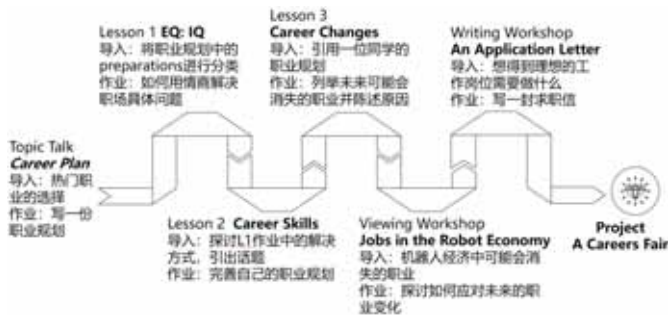 Topic Talk
Career Plan
导入：热门职
业的选择
作业：写一份
职业规划
Lesson 1 EQ: IQ
导入：将职业规划中的
preparations进行分类
作业：如何用情商解决
职场具体问题
Lesson 2 Career Skills
导入：探讨L1作业中的解决
方式，引出话题
作业：完善自己的职业规划
Lesson 3
Career Changes
导入：引用一位同学的
职业规划
作业：列举未来可能会
消失的职业并陈述原因
Viewing Workshop
Jobs in the Robot Economy
导入：机器人经济中可能会消
失的职业
作业：探讨如何应对未来的职
业变化
Writing Workshop
An Application Letter
导入：想得到理想的工
作岗位需要做什么
作业：写一封求职信
Project
A Careers Fair